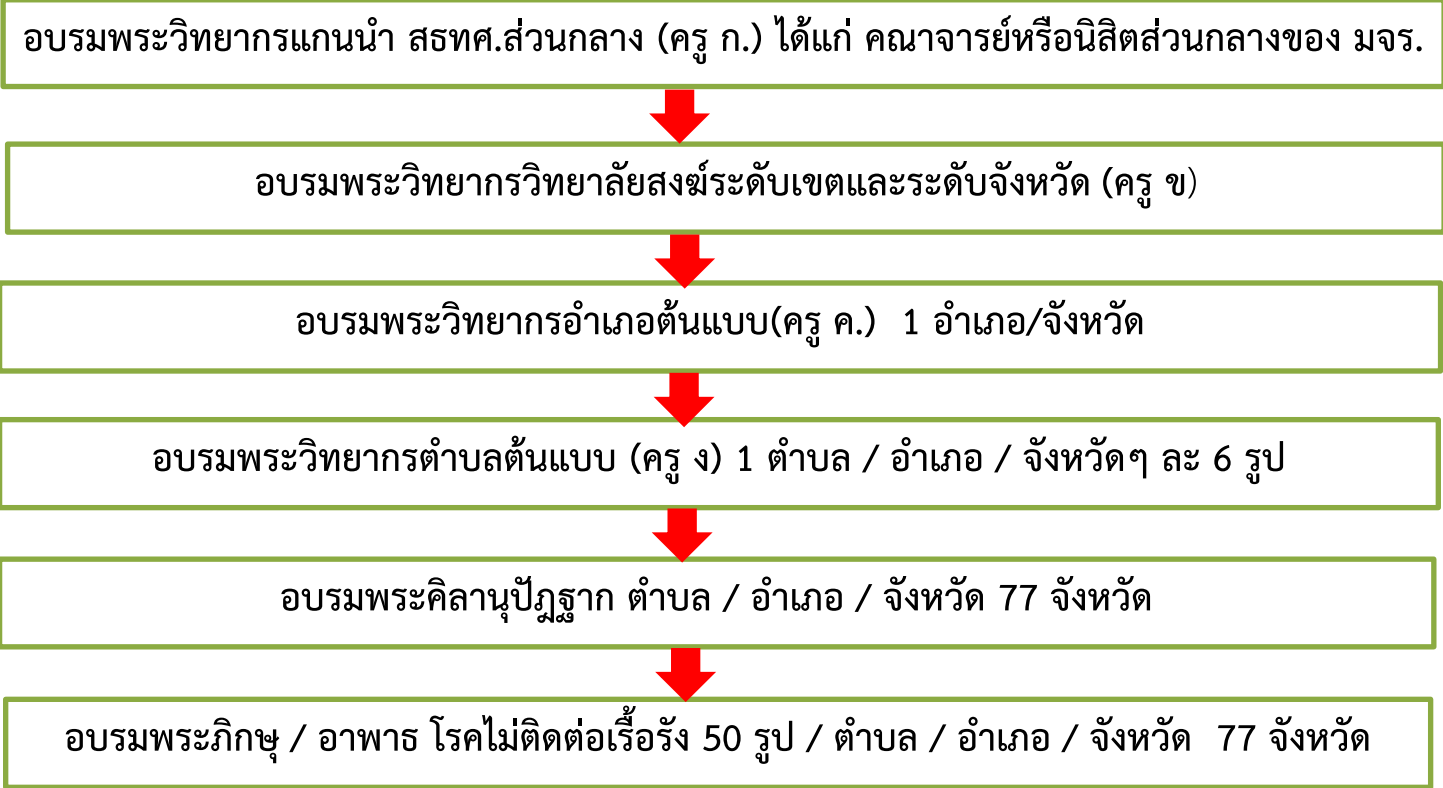 อบรมพระวิทยากรแกนนำ สธทศ.ส่วนกลาง (ครู ก.) ได้แก่ คณาจารย์หรือนิสิตส่วนกลางของ มจร.
อบรมพระวิทยากรวิทยาลัยสงฆ์ระดับเขตและระดับจังหวัด (ครู ข)
อบรมพระวิทยากรอำเภอต้นแบบ(ครู ค.) 1 อำเภอ/จังหวัด
อบรมพระวิทยากรตำบลต้นแบบ (ครู ง) 1 ตำบล / อำเภอ / จังหวัดๆ ละ 6 รูป
อบรมพระคิลานุปัฎฐาก ตำบล / อำเภอ / จังหวัด 77 จังหวัด
อบรมพระภิกษุ / อาพาธ โรคไม่ติดต่อเรื้อรัง 50 รูป / ตำบล / อำเภอ / จังหวัด 77 จังหวัด